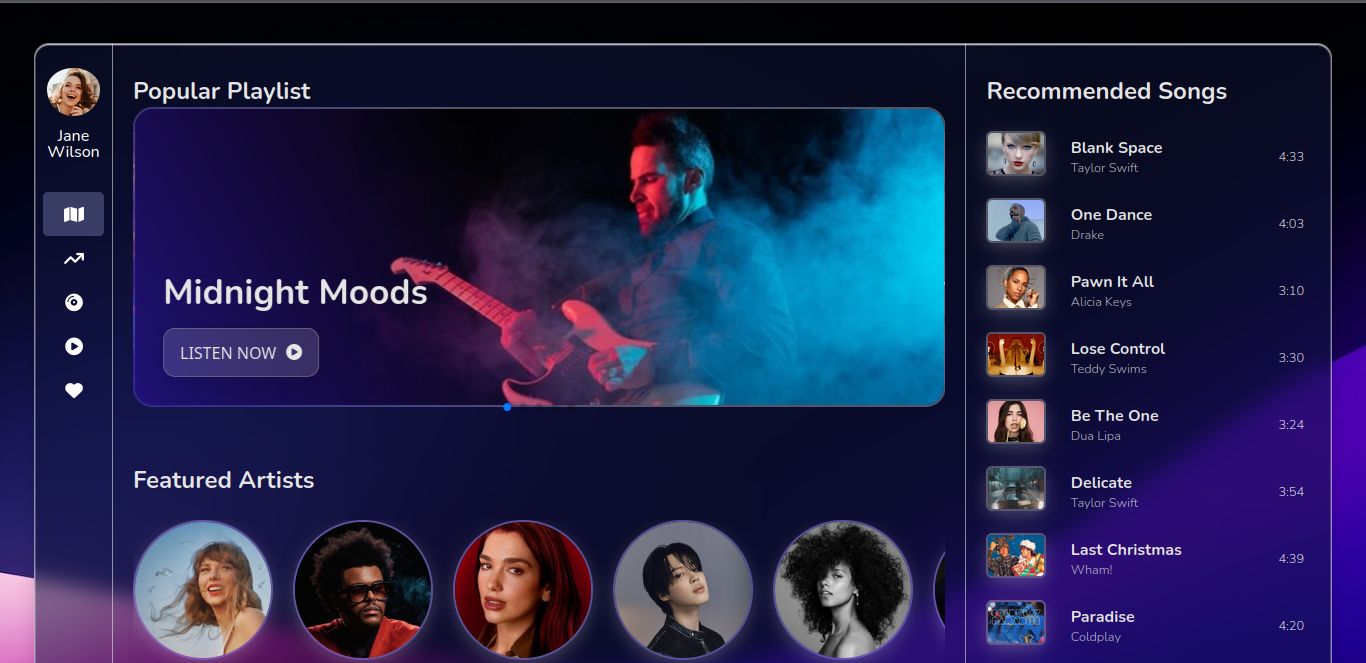 Jane
Wilson
Popular Playlist
Midnight Moods
LISTEN NOW
Featured Artists
Recommended Songs
Blank Space
Taylor Swift
4:33
One Dance
Drake
4:03
Pawn It All
Alicia Keys
3:10
Lose Control
Teddy Swims
3:30
Be The One
Dua Lipa
3:24
Delicate
Taylor Swift
3:54
Last Christmas
Wham!
4:39
Paradise
Coldplay
4:20